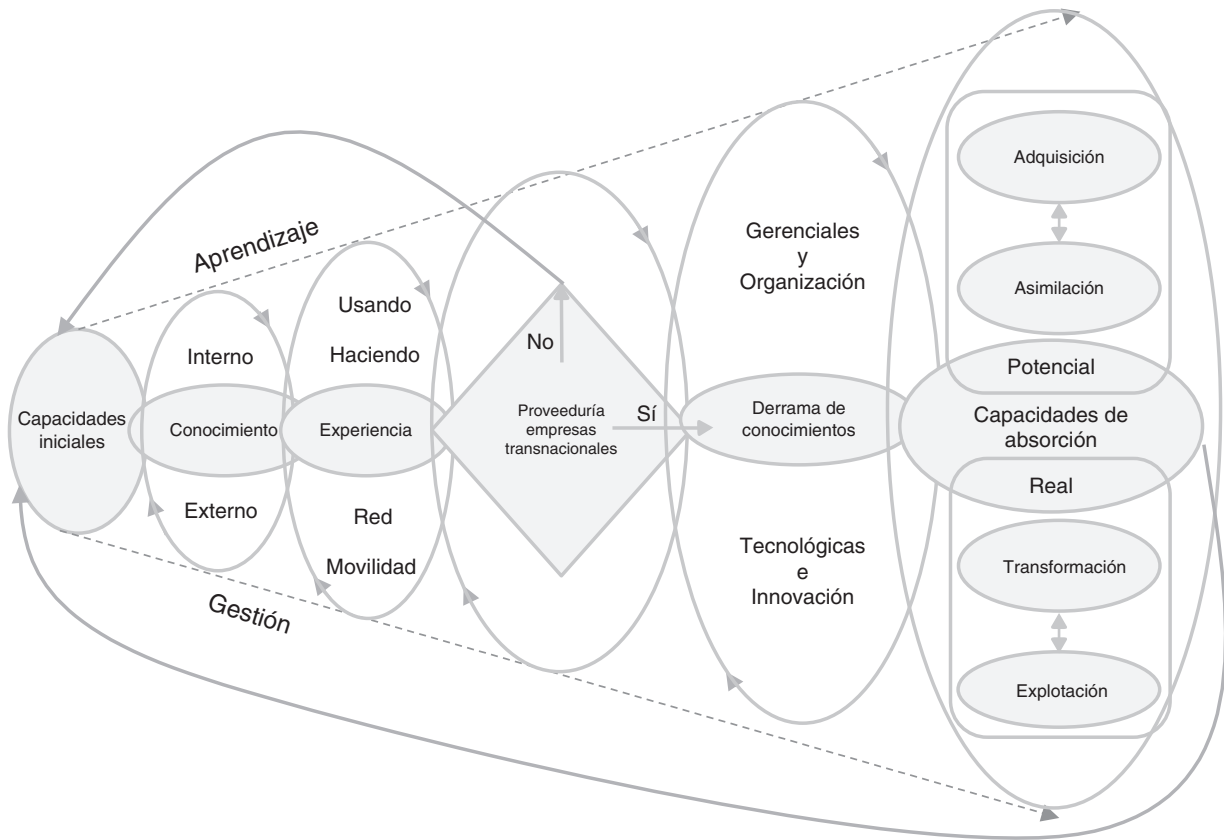 Aprendizaje
Capacidades
iniciales
Interno
Conocimiento
Externo
Usando
Haciendo
Experiencia
Red
Movilidad
Gestión
No
Proveeduría
empresas
transnacionales
Sí
Gerenciales
y
Organización
Derrama de
conocimientos
Tecnológicas
e
Innovación
Adquisición
Asimilación
Potencial
Capacidades de
absorción
Real
Transformación
Explotación